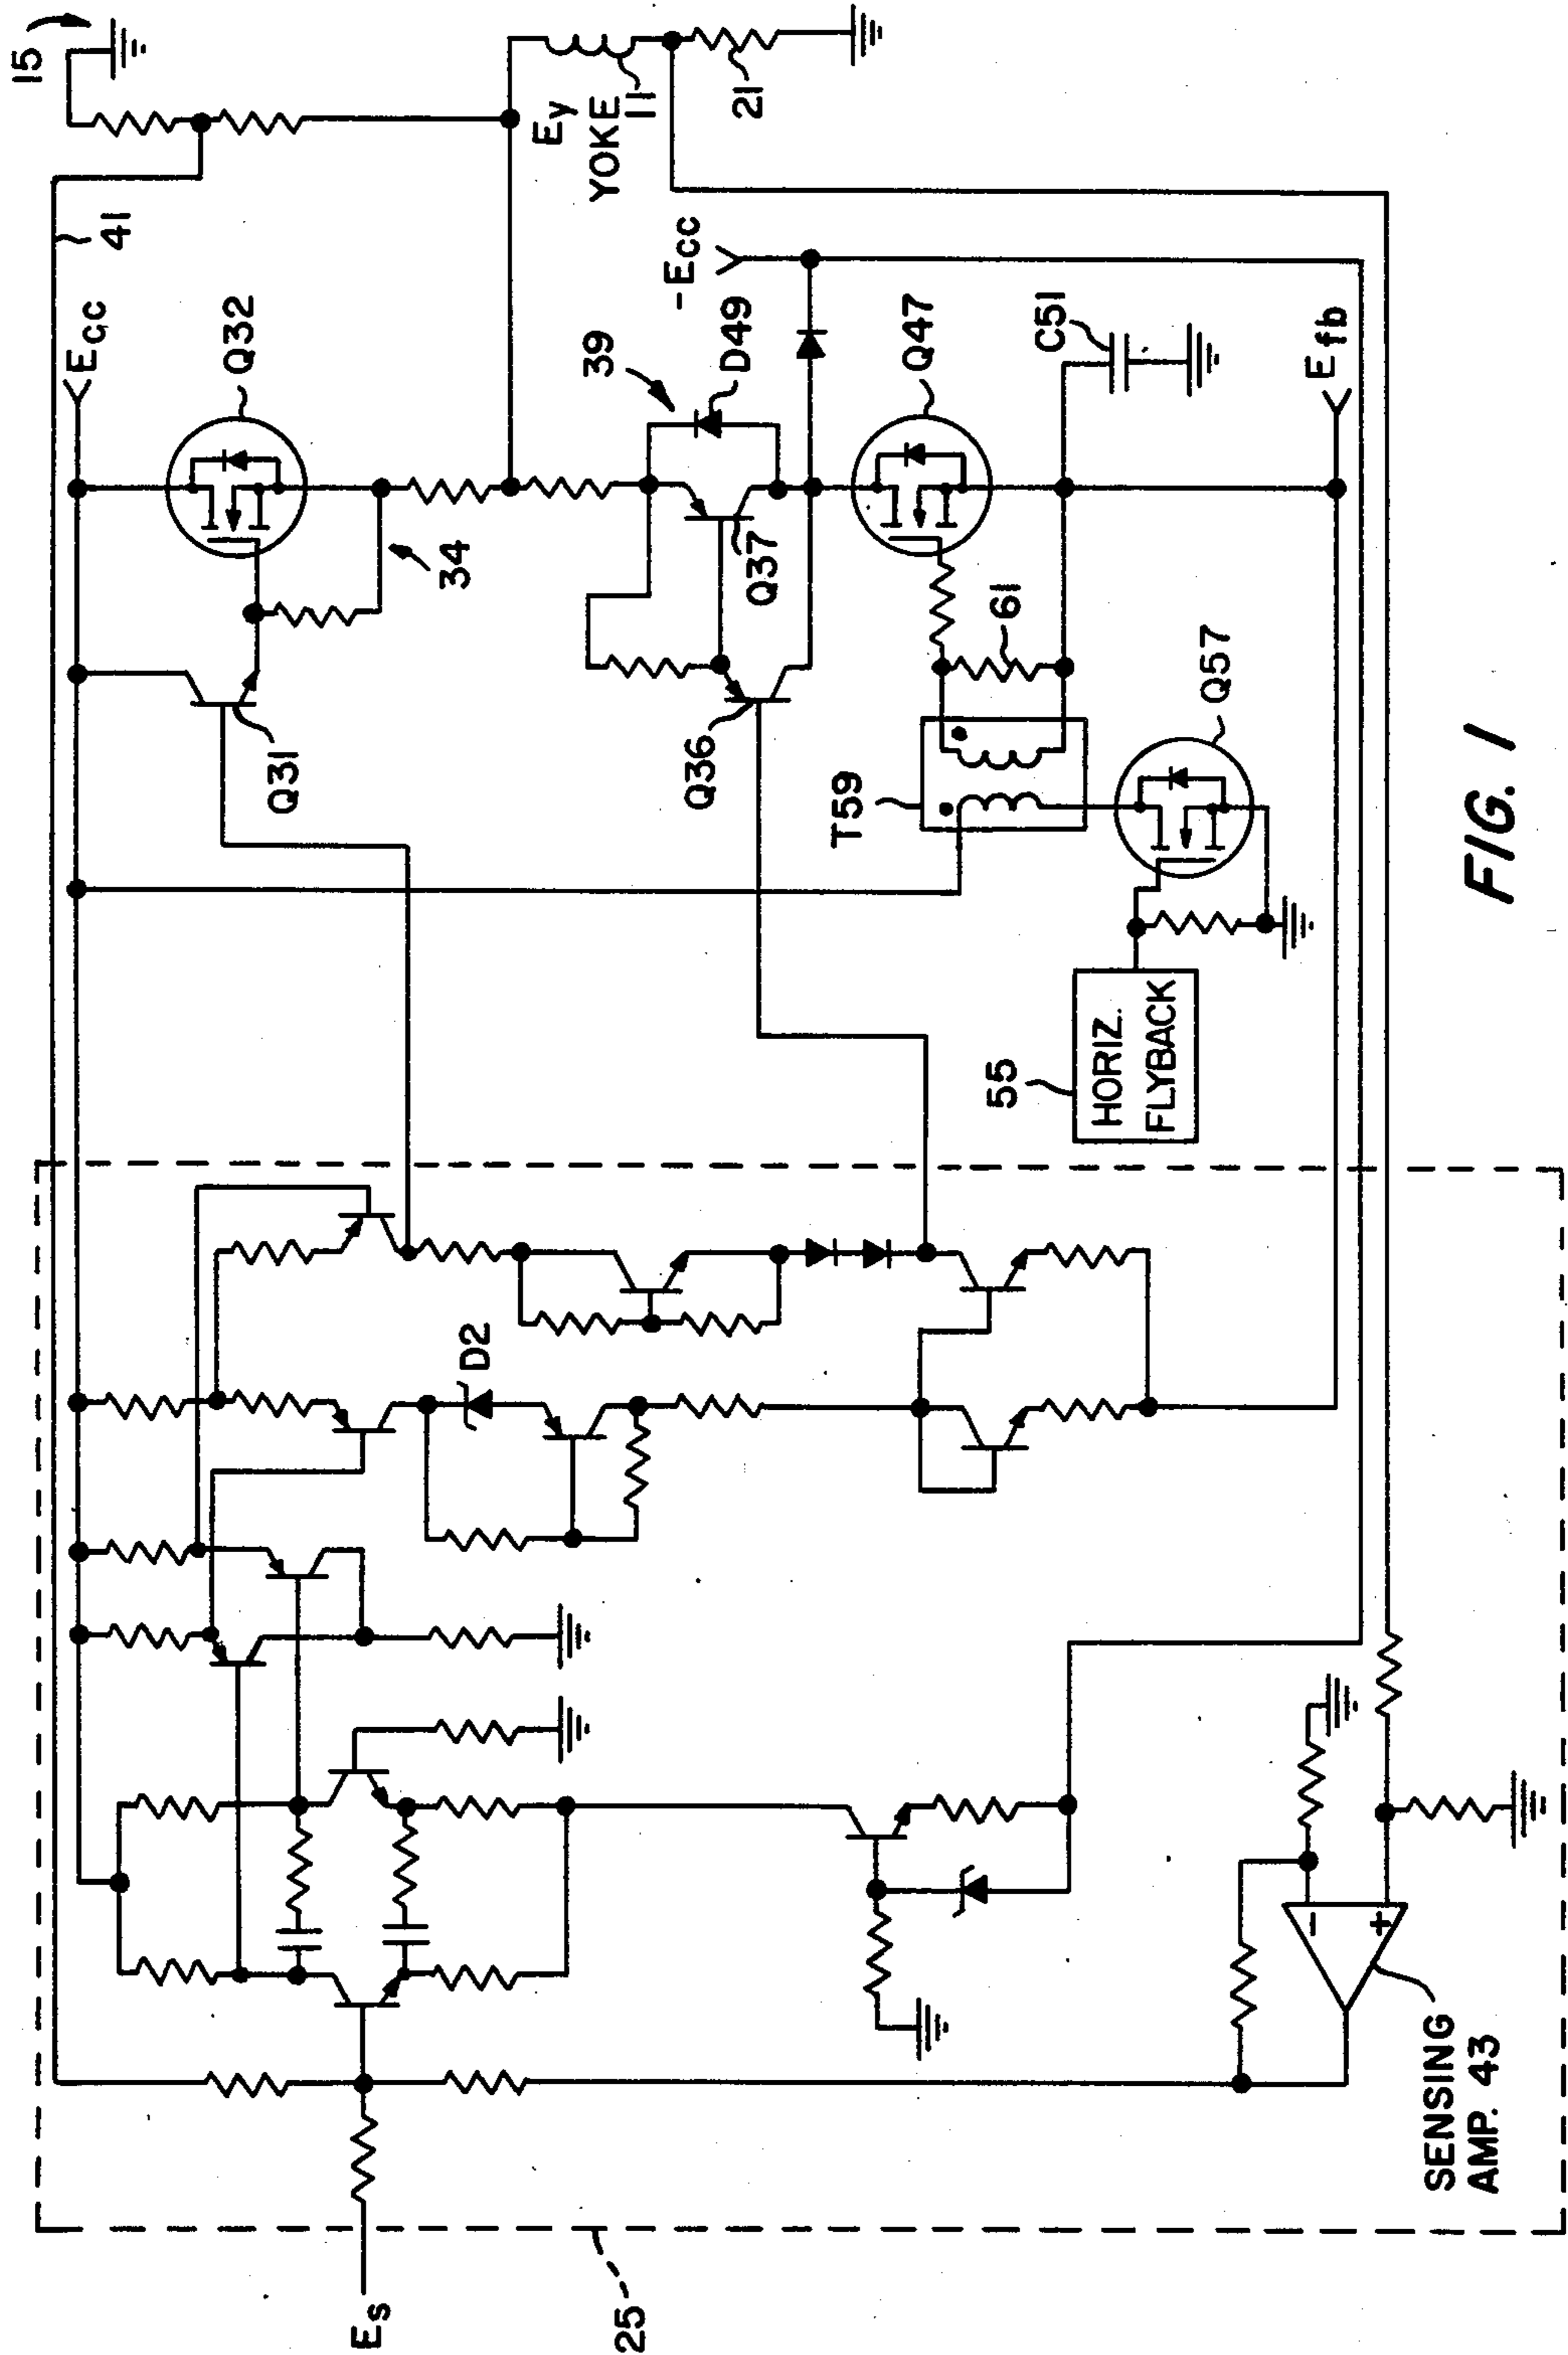 15
41
Ecc
Q32
34
Q31
Ey
YOKE
11
21
-Ecc
39
D49
Q37
Q36
Q47
C51
Efb
61
T59
Q57
55
HORIZ.
FLYBACK
D2
Es
25
SENSING
AMP. 43
-
+
FIG. 1